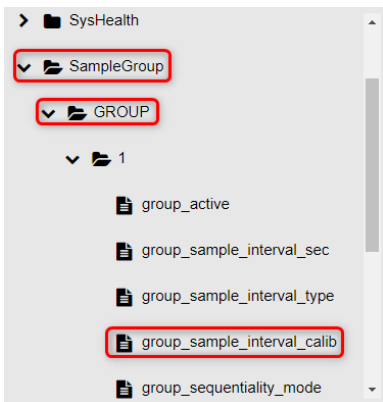 SysHealth
SampleGroup
GROUP
1
group_active
group_sample_interval_sec
group_sample_interval_type
group_sample_interval_calib
group_sequentiality_mode